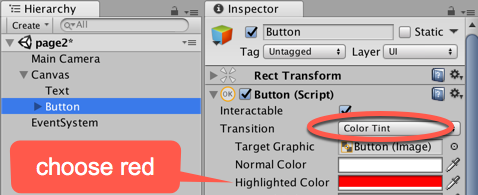 Hierarchy
Create
All
page2*
Main Camera
Canvas
Text
Button
EventSystem
choose red
Inspector
Button
Static
Tag Untagged Layer UI
Rect Transform
OK Button (Script)
Interactable
Transition Color Tint
Target Graphic Button (Image)
Normal Color
Highlighted Color